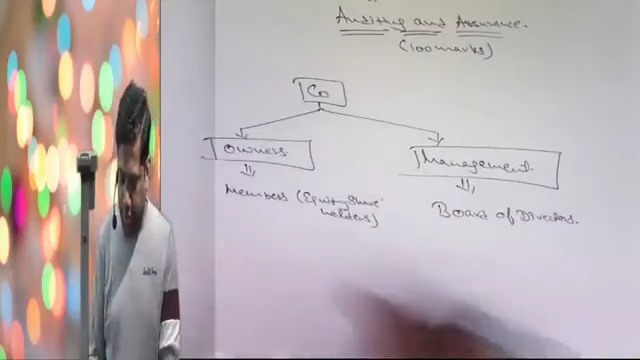 Auditing and Assurance.
(100 marks)
Co
Owners
Management
Members (Equity Share
holders)
Board of Directors.